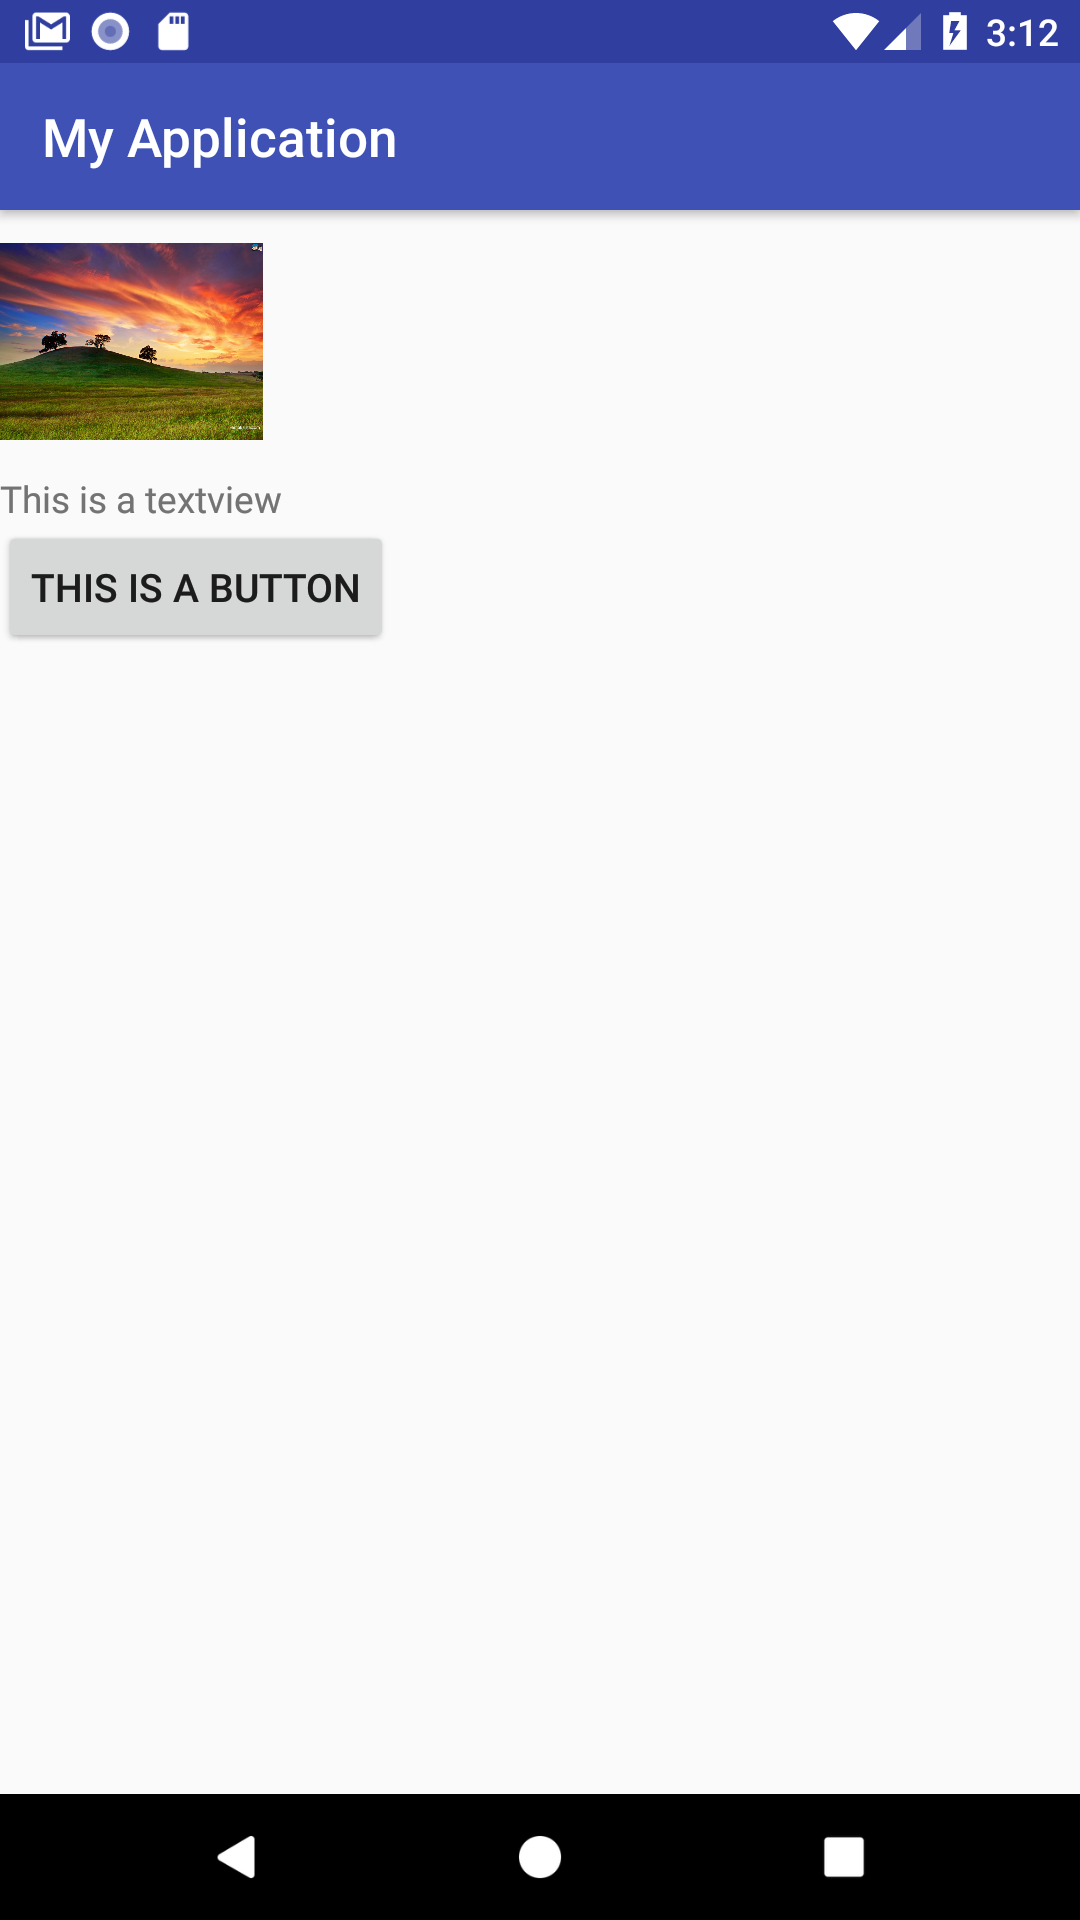 3:12
My Application
This is a textview
THIS IS A BUTTON